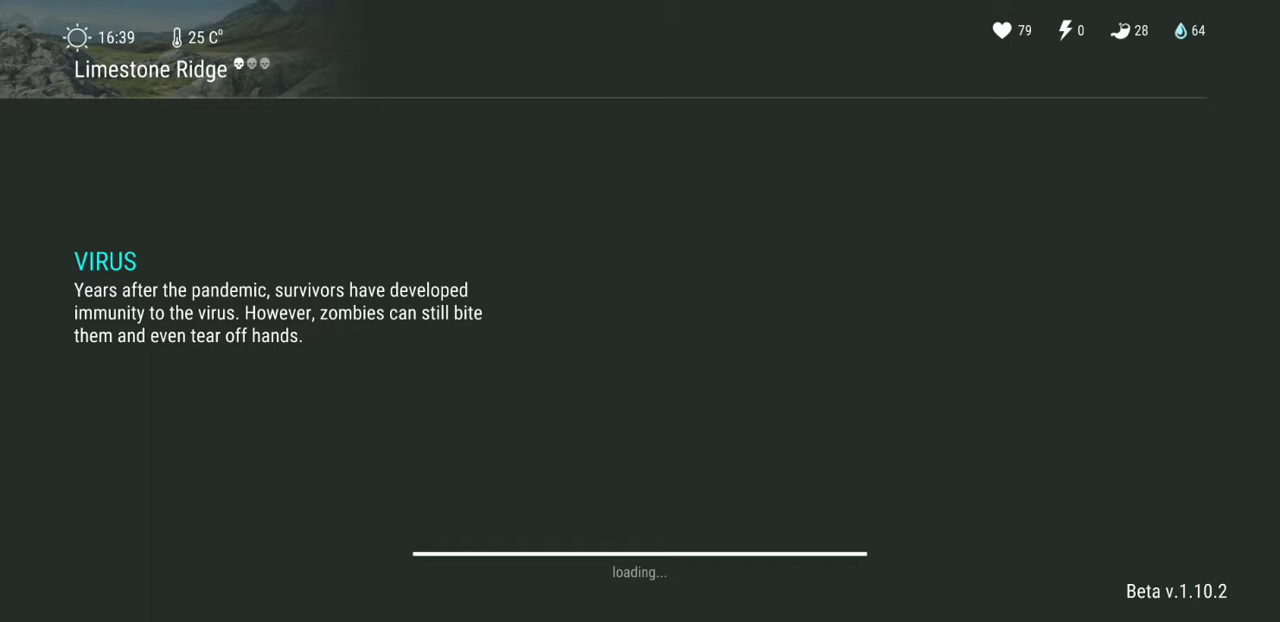 16:39 25 C⁰
79 0 28 64
Limestone Ridge
VIRUS
Years after the pandemic, survivors have developed
immunity to the virus. However, zombies can still bite
them and even tear off hands.
loading...
Beta v.1.10.2